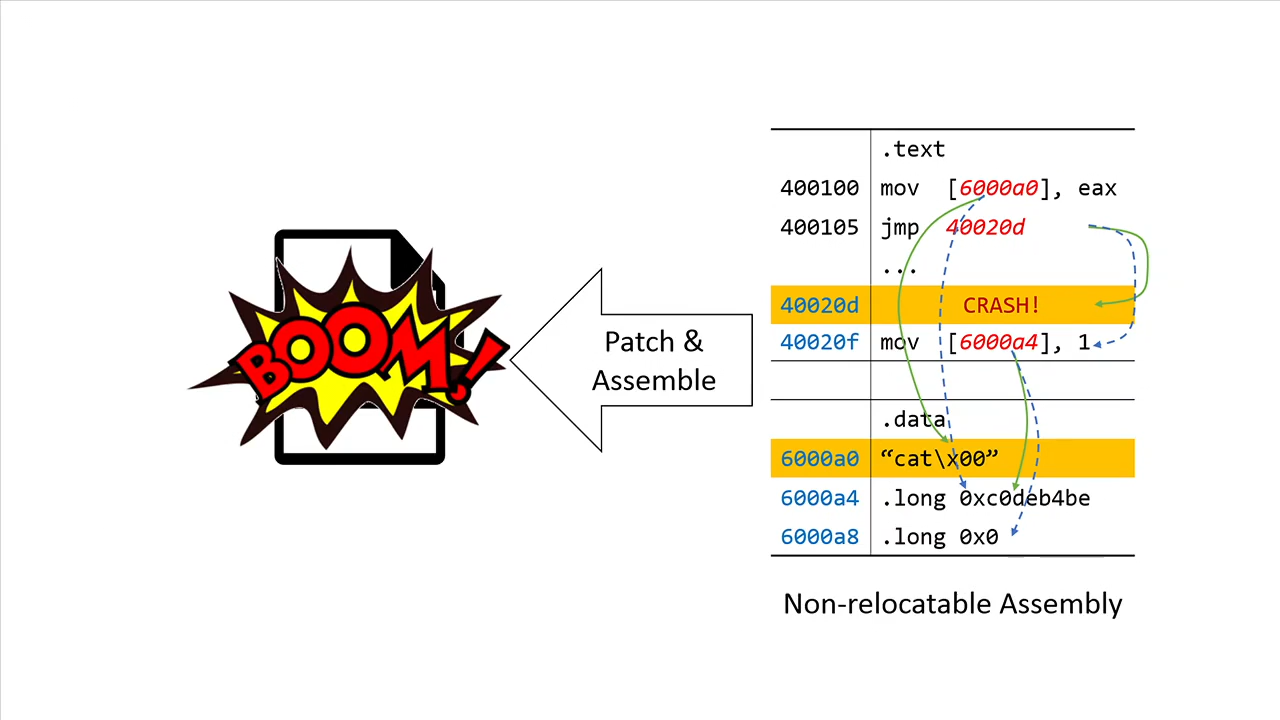 .text
400100 mov [6000a0], eax
400105 jmp 40020d
...
40020d CRASH!
40020f mov [6000a4], 1
.data
6000a0 “cat\x00”
6000a4 .long 0xc0deb4be
6000a8 .long 0x0
Non-relocatable Assembly
Patch &
Assemble
BOOM!